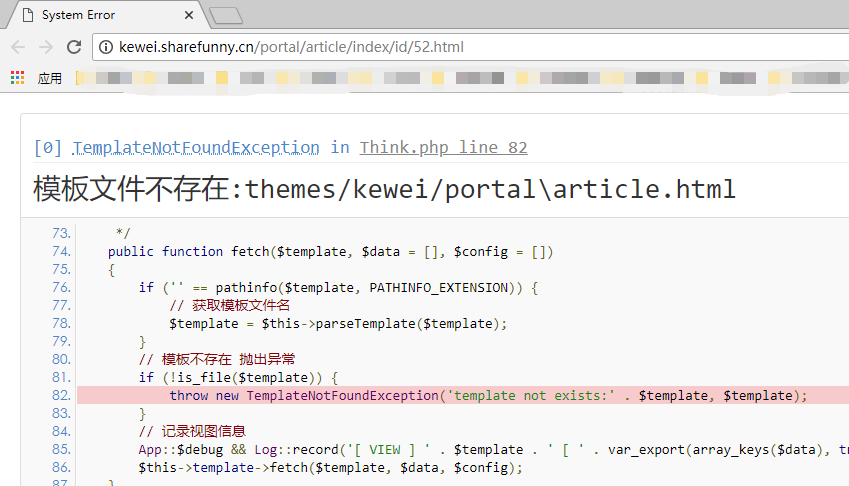 System Error
kewei.sharefunny.cn/portal/article/index/id/52.html
应用
[0] TemplateNotFoundException in Think.php line 82
模板文件不存在:themes/kewei/portal\article.html
73. */
74. public function fetch($template, $data = [], $config = [])
75. {
76. if ('' == pathinfo($template, PATHINFO_EXTENSION)) {
77. // 获取模板文件名
78. $template = $this->parseTemplate($template);
79. }
80. // 模板不存在 抛出异常
81. if (!is_file($template)) {
82. throw new TemplateNotFoundException('template not exists:' . $template, $template);
83. }
84. // 记录视图信息
85. App::$debug && Log::record('[ VIEW ] ' . $template . ' [ ' . var_export(array_keys($data), tr
86. $this->template->fetch($template, $data, $config);
87. }